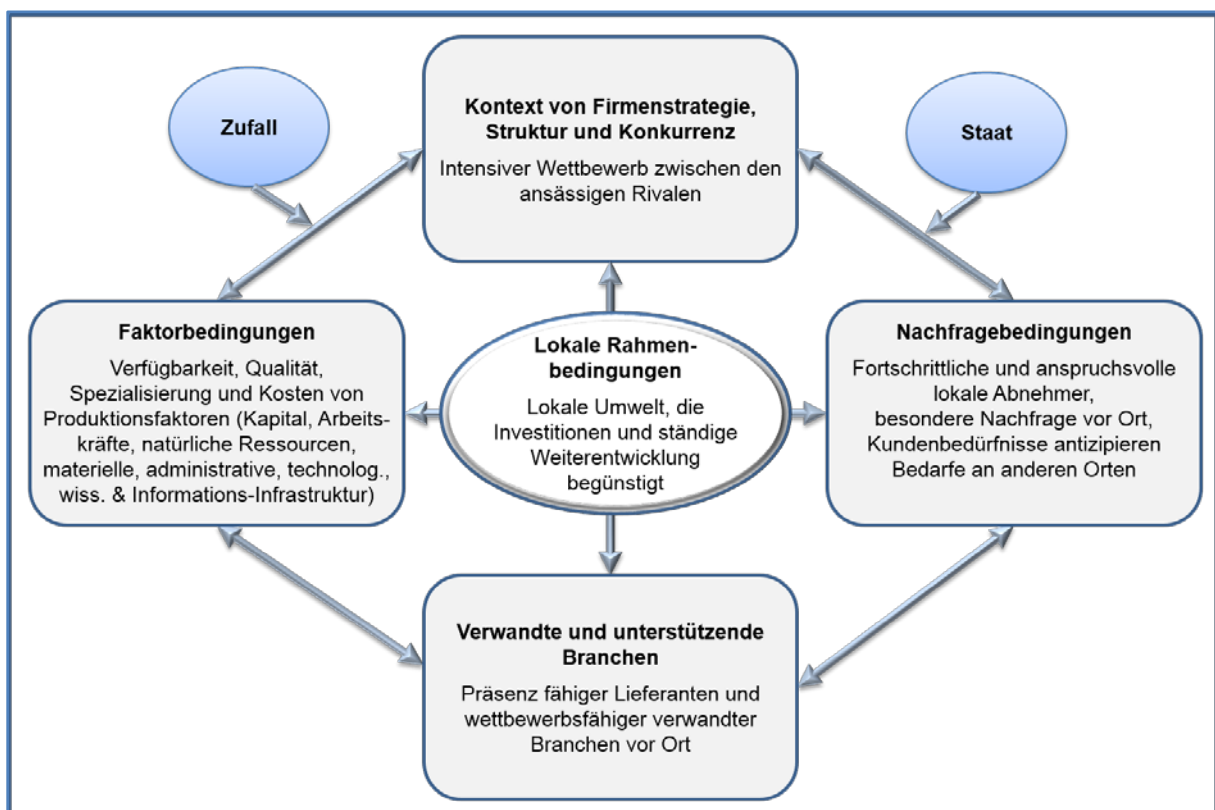 Zufall
Kontext von Firmenstrategie,
Struktur und Konkurrenz
Intensiver Wettbewerb zwischen den
ansässigen Rivalen
Staat
Faktorbedingungen
Verfügbarkeit, Qualität,
Spezialisierung und Kosten von
Produktionsfaktoren (Kapital, Arbeits-
kräfte, natürliche Ressourcen,
materielle, administrative, technolog.,
wiss. & Informations-Infrastruktur)
Lokale Rahmen-
bedingungen
Lokale Umwelt, die
Investitionen und ständige
Weiterentwicklung
begünstigt
Nachfragebedingungen
Fortschrittliche und anspruchsvolle
lokale Abnehmer,
besondere Nachfrage vor Ort,
Kundenbedürfnisse antizipieren
Bedarfe an anderen Orten
Verwandte und unterstützende
Branchen
Präsenz fähiger Lieferanten und
wettbewerbsfähiger verwandter
Branchen vor Ort